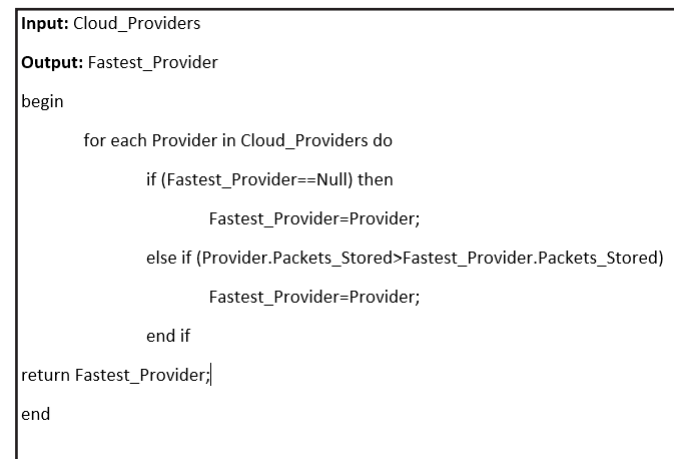 Input: Cloud_Providers
Output: Fastest_Provider
begin
for each Provider in Cloud_Providers do
if (Fastest_Provider==Null) then
Fastest_Provider=Provider;
else if (Provider.Packets_Stored>Fastest_Provider.Packets_Stored)
Fastest_Provider=Provider;
end if
return Fastest_Provider;
end